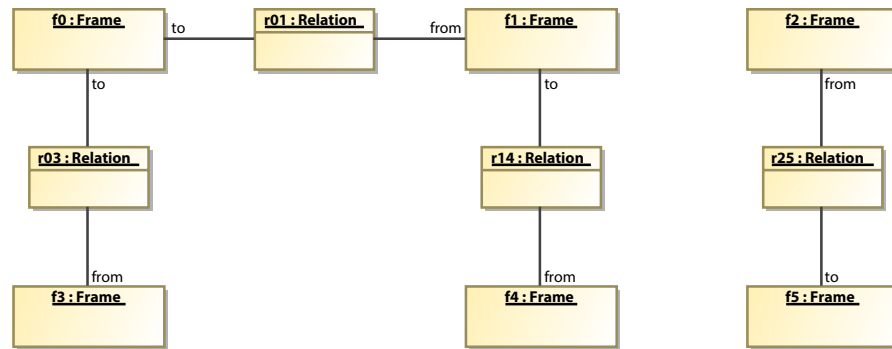 f0 : Frame
to
r01 : Relation
from
f1 : Frame
f2 : Frame
to
to
from
r03 : Relation
r14 : Relation
r25 : Relation
from
from
to
f3 : Frame
f4 : Frame
f5 : Frame